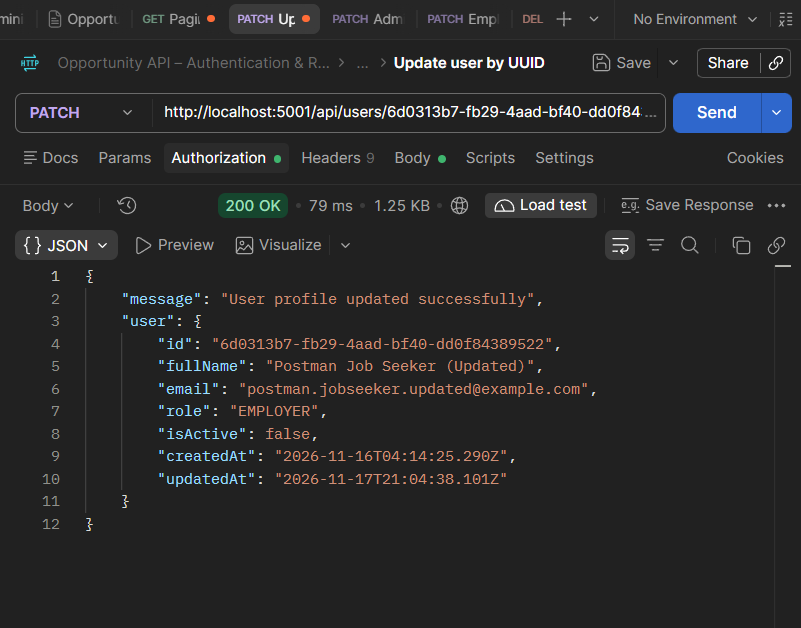 mini Opportu GET Pagi PATCH Up PATCH Adm PATCH Emp DEL No Environment
HTTP Opportunity API – Authentication & R... > ... > Update user by UUID Save Share
PATCH http://localhost:5001/api/users/6d0313b7-fb29-4aad-bf40-dd0f84... Send
Docs Params Authorization Headers 9 Body Scripts Settings Cookies
Body 200 OK • 79 ms • 1.25 KB • Load test e.g. Save Response
{} JSON Preview Visualize
1 {
2 "message": "User profile updated successfully",
3 "user": {
4 "id": "6d0313b7-fb29-4aad-bf40-dd0f84389522",
5 "fullName": "Postman Job Seeker (Updated)",
6 "email": "postman.jobseeker.updated@example.com",
7 "role": "EMPLOYER",
8 "isActive": false,
9 "createdAt": "2026-11-16T04:14:25.290Z",
10 "updatedAt": "2026-11-17T21:04:38.101Z"
11 }
12 }